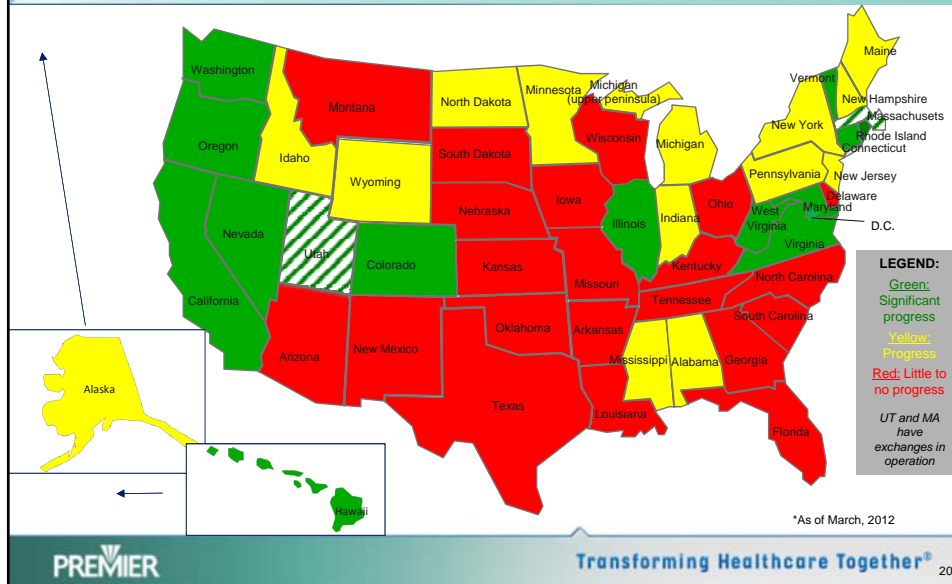 Washington
Oregon
California
Nevada
Idaho
Montana
Wyoming
Utah
Colorado
Arizona
New Mexico
North Dakota
South Dakota
Nebraska
Kansas
Oklahoma
Texas
Minnesota
Iowa
Missouri
Arkansas
Louisiana
Wisconsin
Michigan
(upper peninsula)
Michigan
Illinois
Indiana
Ohio
Kentucky
Tennessee
Mississippi
Alabama
Georgia
Florida
South Carolina
North Carolina
Virginia
West
Virginia
Maryland
Delaware
D.C.
Pennsylvania
New Jersey
New York
Connecticut
Rhode Island
Massachusets
New Hampshire
Vermont
Maine
Alaska
Hawaii
LEGEND:
Green:
Significant
progress
Yellow:
Progress
Red: Little to
no progress
UT and MA
have
exchanges in
operation
*As of March, 2012
PREMIER
Transforming Healthcare Together®
20